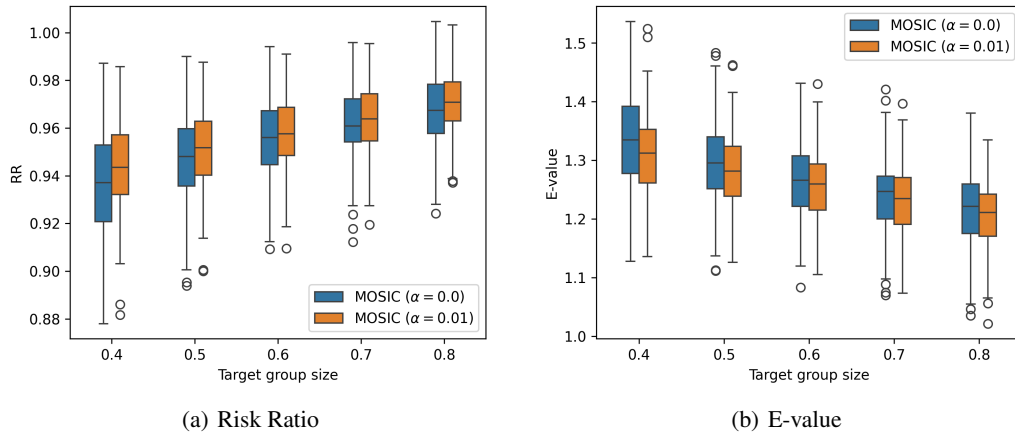 1.00
0.98
0.96
0.94
0.92
0.90
0.88
RR
MOSIC (α = 0.0)
MOSIC (α = 0.01)
0.4 0.5 0.6 0.7 0.8
Target group size
(a) Risk Ratio
1.5
1.4
1.3
1.2
1.1
1.0
E-value
MOSIC (α = 0.0)
MOSIC (α = 0.01)
0.4 0.5 0.6 0.7 0.8
Target group size
(b) E-value